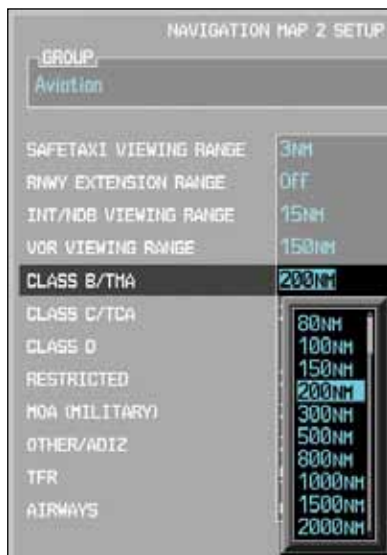 NAVIGATION MAP 2 SETUP
GROUP
Aviation
SAFETAXI VIEWING RANGE 3NM
RNWY EXTENSION RANGE Off
INT/NDB VIEWING RANGE 15NM
VOR VIEWING RANGE 150NM
CLASS B/TMA 200NM
CLASS C/TCA
CLASS D
RESTRICTED
MOA (MILITARY)
OTHER/ADIZ
TFR
AIRWAYS
80NM
100NM
150NM
200NM
300NM
500NM
800NM
1000NM
1500NM
2000NM